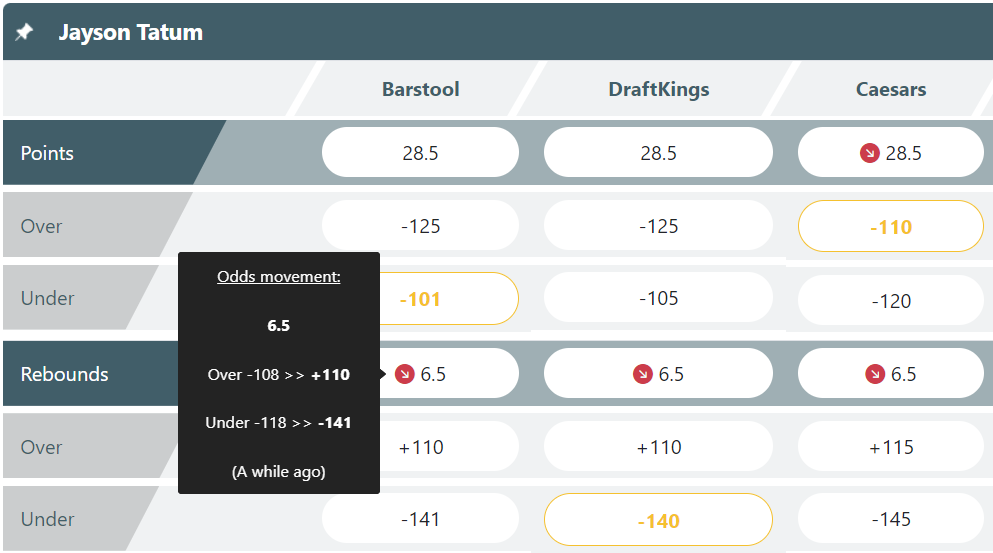 Jayson Tatum
Barstool DraftKings Caesars
Points 28.5 28.5 28.5
Over -125 -125 -110
Under -101 -105 -120
Odds movement:
6.5
Over -108 >> +110
Under -118 >> -141
(A while ago)
Rebounds 6.5 6.5 6.5
Over +110 +110 +115
Under -141 -140 -145